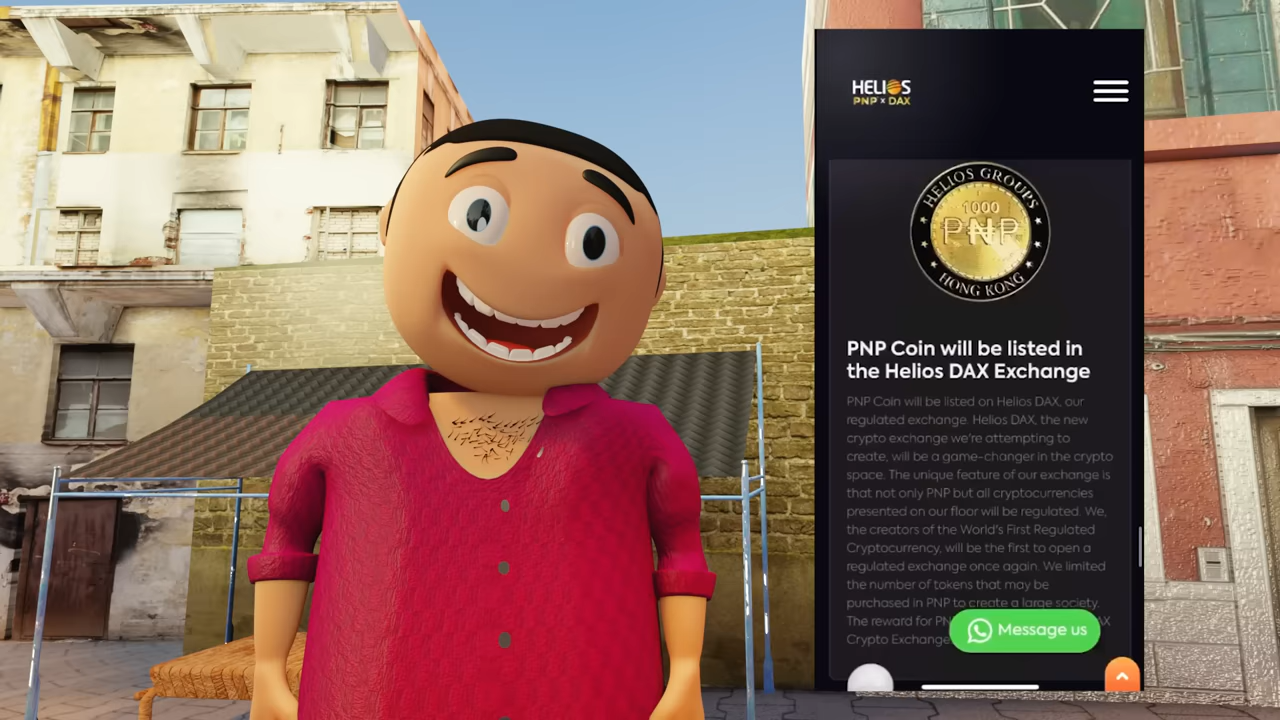 HELIOS
PNP x DAX
HELIOS GROUPS
1000
PNP
HONG KONG
PNP Coin will be listed in
the Helios DAX Exchange
PNP Coin will be listed on Helios DAX, our
regulated exchange. Helios DAX, the new
crypto exchange we're attempting to
create, will be a game-changer in the crypto
space. The unique feature of our exchange is
that not only PNP but all cryptocurrencies
presented on our floor will be regulated. We,
the creators of the World's First Regulated
Cryptocurrency, will be the first to open a
regulated exchange once again. We limited
the number of tokens that may be
purchased in PNP to create a large society.
The reward for PN AX
Crypto Exchange
Message us